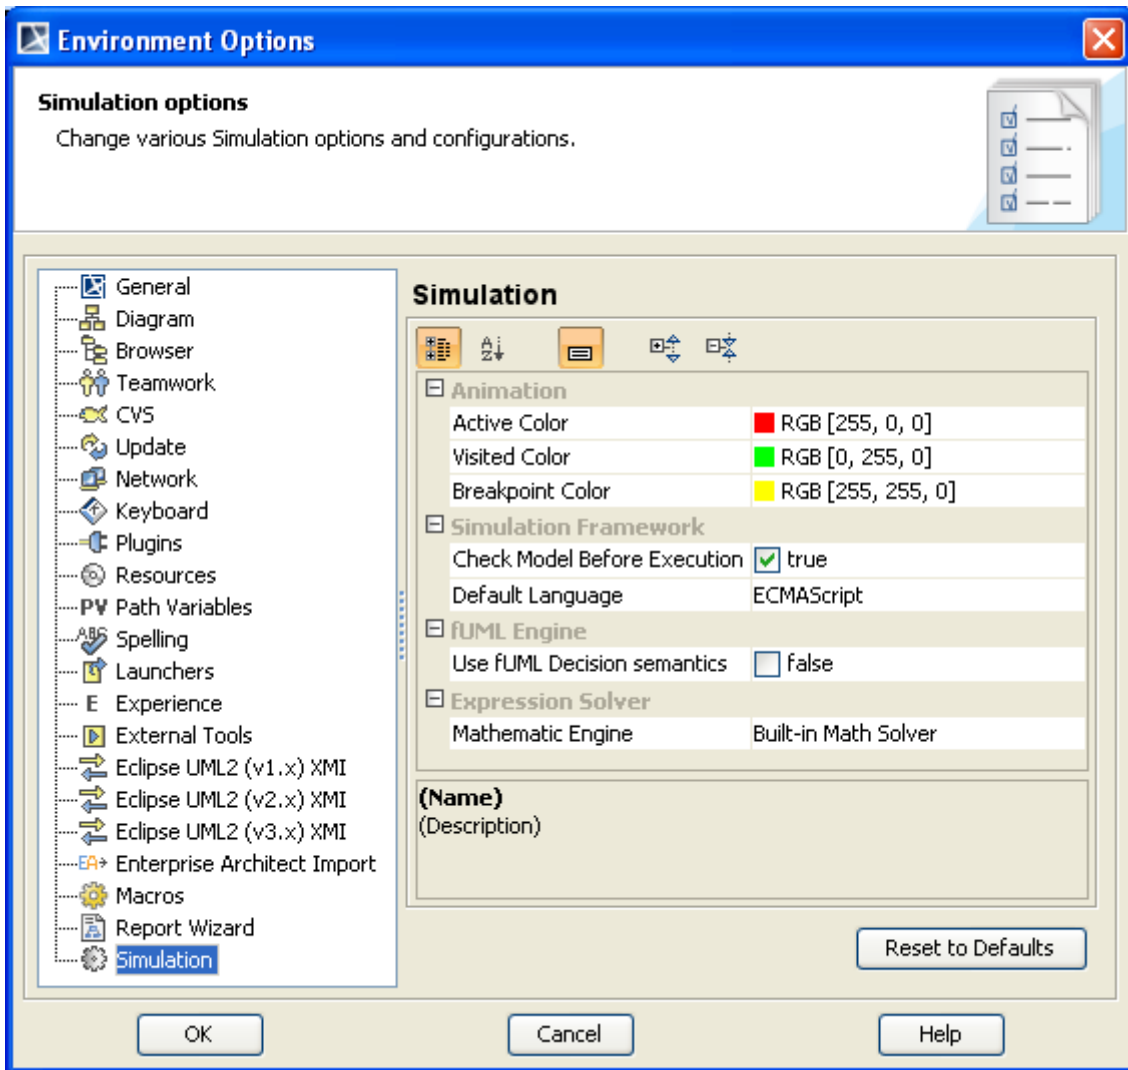 Environment Options
Simulation options
Change various Simulation options and configurations.
General
Diagram
Browser
Teamwork
CVS
Update
Network
Keyboard
Plugins
Resources
PV Path Variables
ABC Spelling
Launchers
E Experience
External Tools
Eclipse UML2 (v1.x) XMI
Eclipse UML2 (v2.x) XMI
Eclipse UML2 (v3.x) XMI
EA Enterprise Architect Import
Macros
Report Wizard
Simulation
Simulation
A
Z
Animation
Active Color RGB [255, 0, 0]
Visited Color RGB [0, 255, 0]
Breakpoint Color RGB [255, 255, 0]
Simulation Framework
Check Model Before Execution true
Default Language ECMAScript
fUML Engine
Use fUML Decision semantics false
Expression Solver
Mathematic Engine Built-in Math Solver
(Name)
(Description)
Reset to Defaults
OK Cancel Help